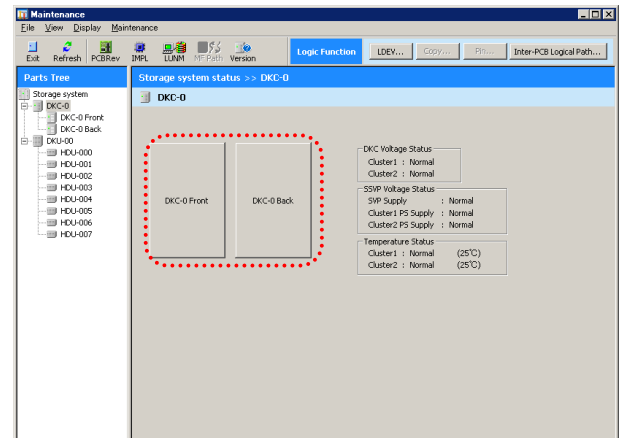 Maintenance
File View Display Maintenance
Exit Refresh PCBRev IMPL LUNM MF Path Version
Logic Function LDEV... Copy... Pin... Inter-PCB Logical Path...
Parts Tree
Storage system status >> DKC-0
Storage system
DKC-0
DKC-0 Front
DKC-0 Back
DKU-00
HDU-000
HDU-001
HDU-002
HDU-003
HDU-004
HDU-005
HDU-006
HDU-007
DKC-0
DKC-0 Front DKC-0 Back
DKC Voltage Status
Cluster1 : Normal
Cluster2 : Normal
SSVP Voltage Status
SVP Supply : Normal
Cluster1 PS Supply : Normal
Cluster2 PS Supply : Normal
Temperature Status
Cluster1 : Normal (25℃)
Cluster2 : Normal (25℃)